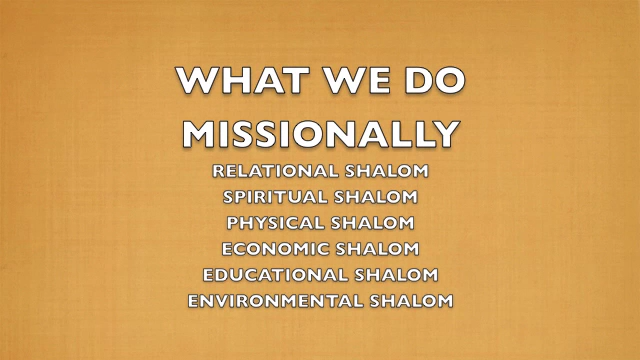 WHAT WE DO
MISSIONALLY
RELATIONAL SHALOM
SPIRITUAL SHALOM
PHYSICAL SHALOM
ECONOMIC SHALOM
EDUCATIONAL SHALOM
ENVIRONMENTAL SHALOM